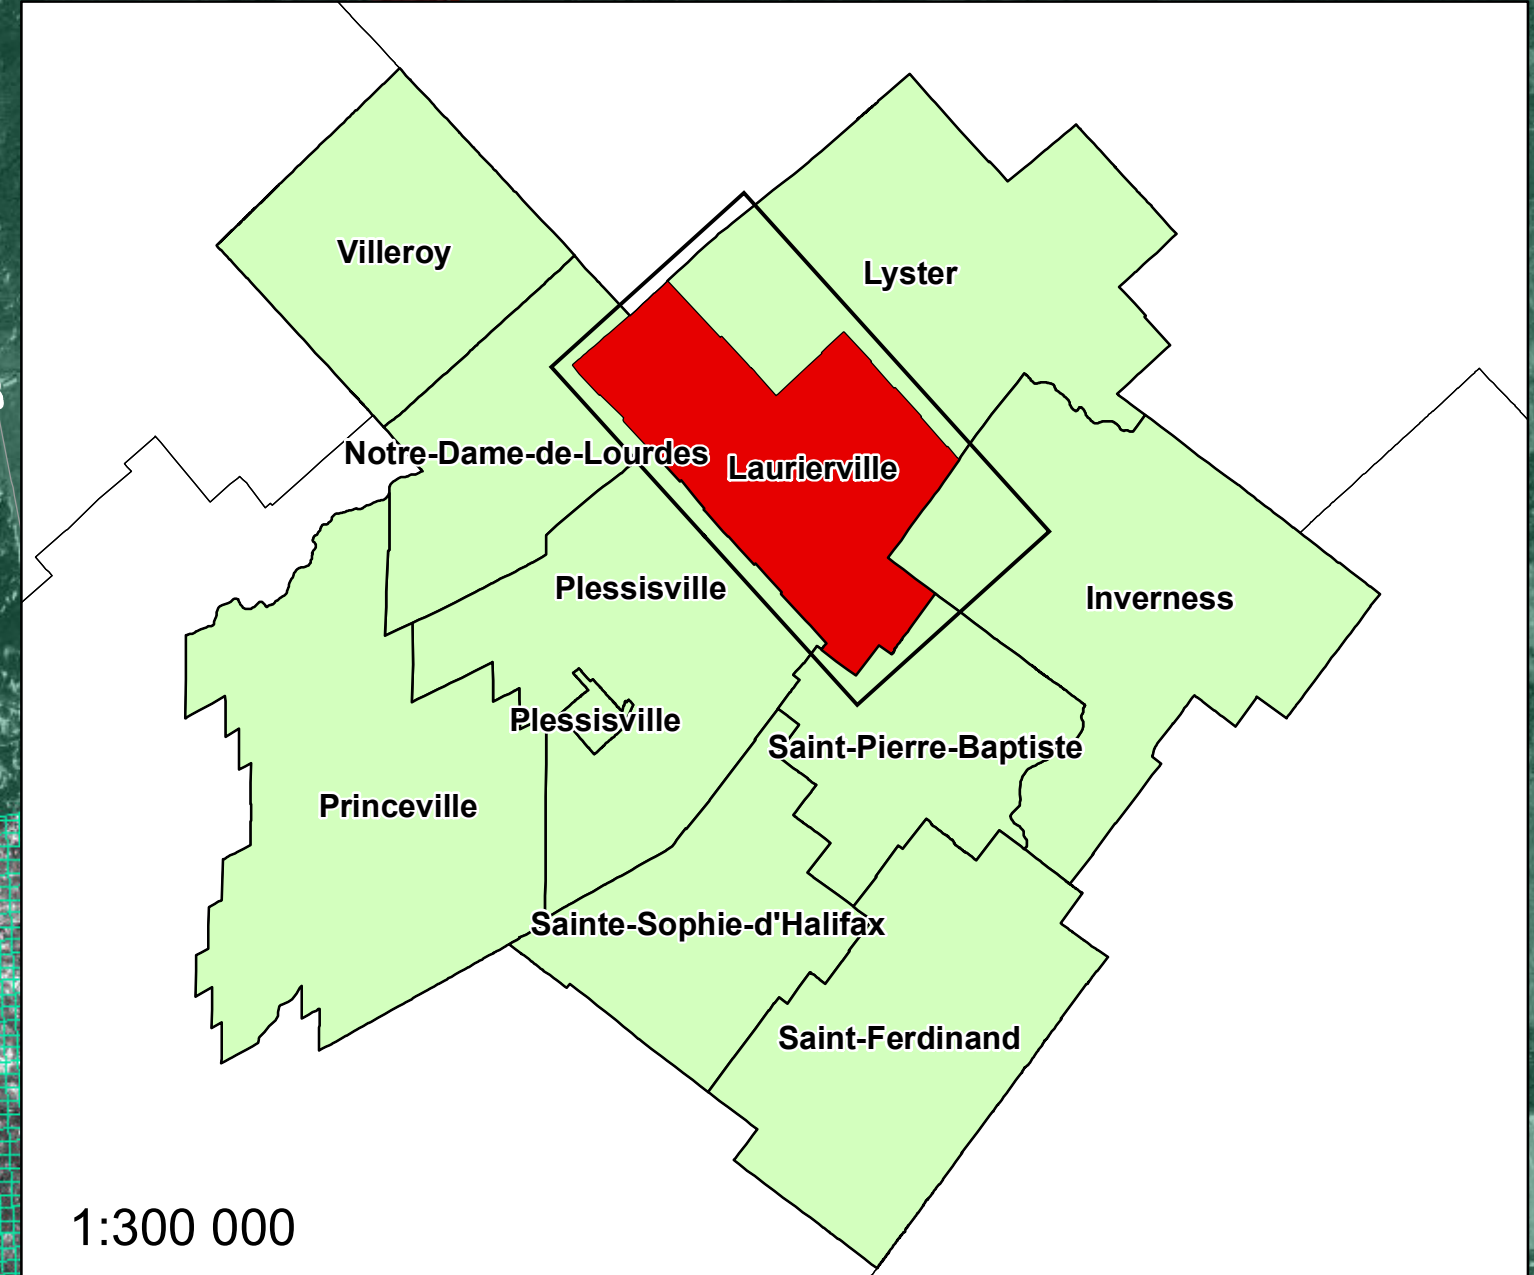 Villeroy
Lyster
Notre-Dame-de-Lourdes
Laurierville
Plessisville
Inverness
Plessisville
Saint-Pierre-Baptiste
Princeville
Sainte-Sophie-d'Halifax
Saint-Ferdinand
1:300 000